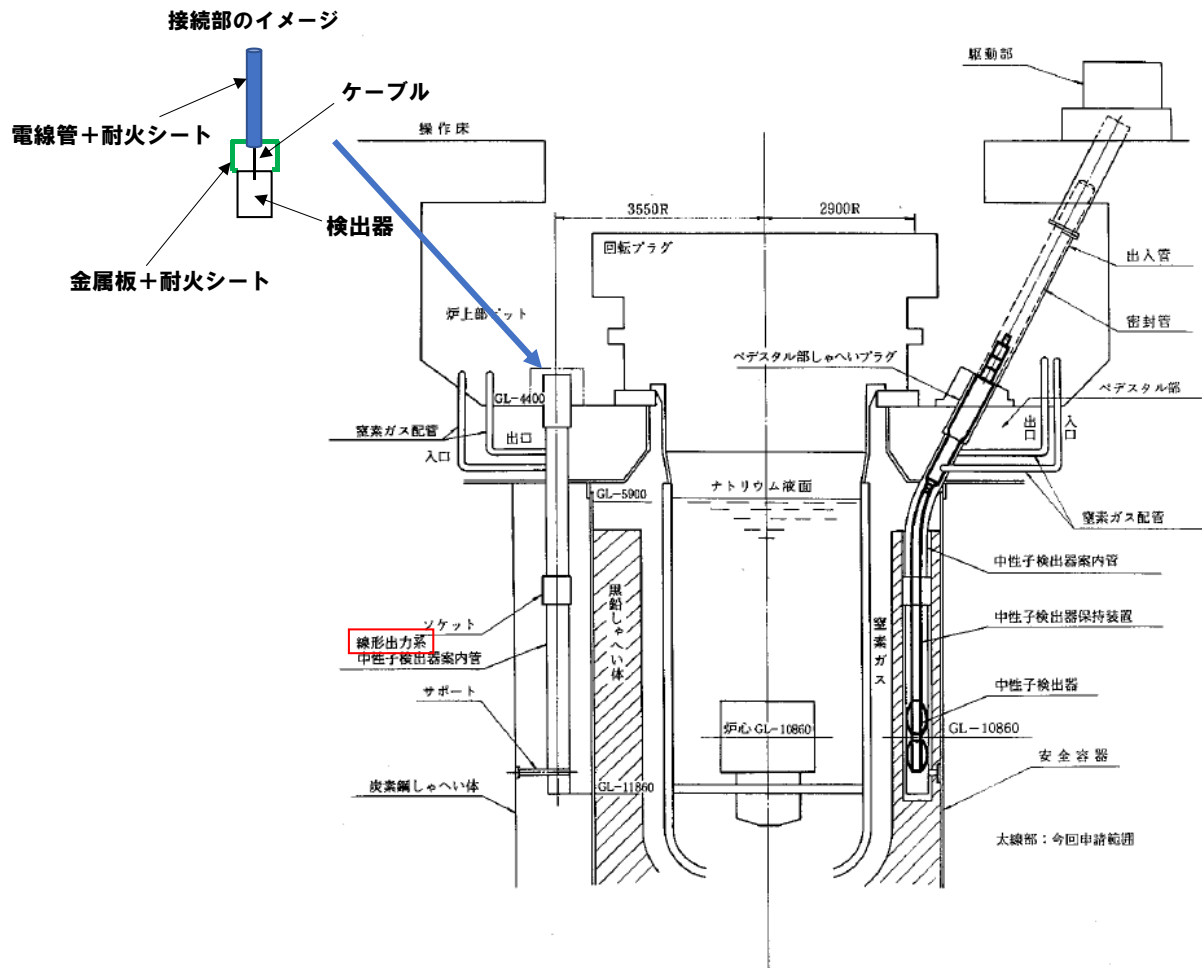 接続部のイメージ
ケーブル
電線管+耐火シート
検出器
金属板+耐火シート
駆動部
操作床
3550R
2900R
回転プラグ
出入管
密封管
炉上部ピット
ペデスタル部しゃへいプラグ
ペデスタル部
GL-4400
窒素ガス配管
出口
入口
出口
入口
ナトリウム液面
GL-5900
窒素ガス配管
中性子検出器案内管
黒鉛しゃへい体
窒素ガス
ソケット
線形出力系
中性子検出器案内管
中性子検出器保持装置
サポート
中性子検出器
炉心 GL-10860
GL-10860
安全容器
炭素鋼しゃへい体
GL-11860
太線部:今回申請範囲